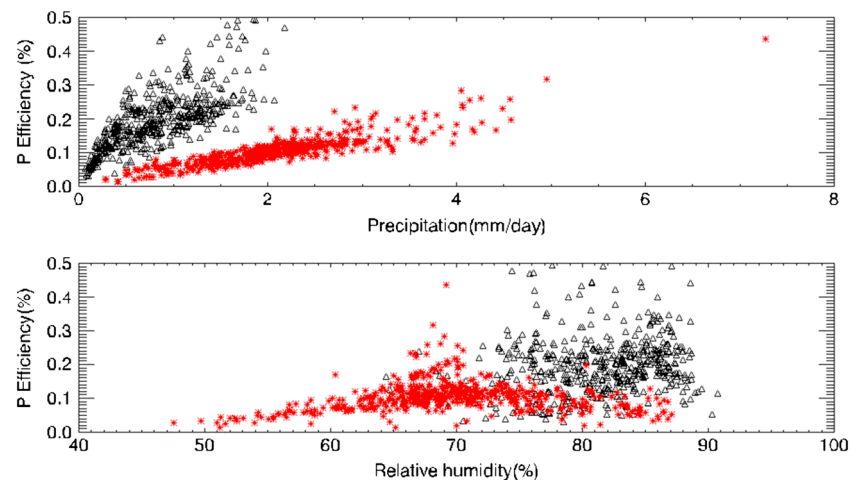 0.5
0.4
0.3
0.2
0.1
0.0
P Efficiency (%)
0 2 4 6 8
Precipitation(mm/day)
0.5
0.4
0.3
0.2
0.1
0.0
P Efficiency(%)
40 50 60 70 80 90 100
Relative humidity(%)